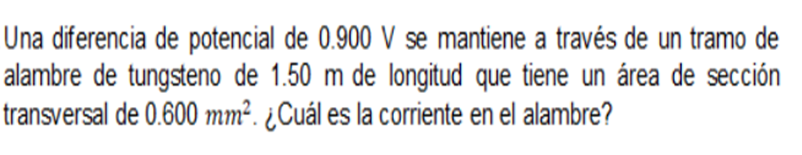 Una diferencia de potencial de 0.900 V se mantiene a través de un tramo de
alambre de tungsteno de 1.50 m de longitud que tiene un área de sección
transversal de 0.600 mm². ¿Cuál es la corriente en el alambre?